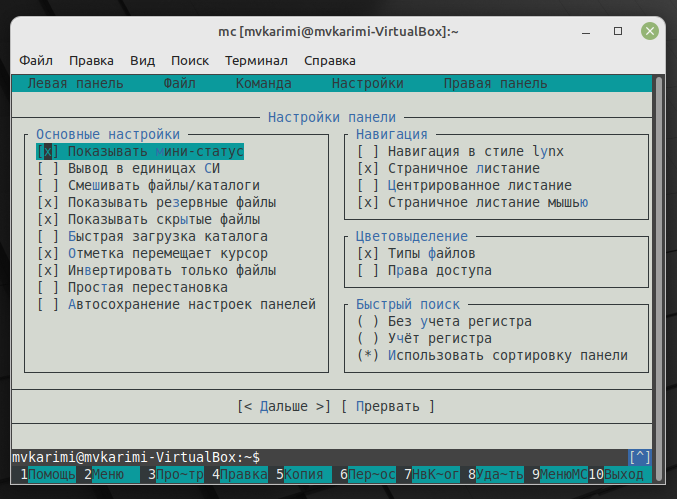 mc [mvkarimi@mvkarimi-VirtualBox]:~
Файл Правка Вид Поиск Терминал Справка
Левая панель Файл Команда Настройки Правая панель
Настройки панели
Основные настройки
[x] Показывать мини-статус
[ ] Вывод в единицах СИ
[ ] Смешивать файлы/каталоги
[x] Показывать резервные файлы
[x] Показывать скрытые файлы
[ ] Быстрая загрузка каталога
[x] Отметка перемещает курсор
[x] Инвертировать только файлы
[ ] Простая перестановка
[ ] Автосохранение настроек панелей
Навигация
[ ] Навигация в стиле lynx
[x] Страничное листание
[ ] Центрированное листание
[x] Страничное листание мышью
Цветовыделение
[x] Типы файлов
[ ] Права доступа
Быстрый поиск
( ) Без учета регистра
( ) Учёт регистра
(*) Использовать сортировку панели
[< Дальше >] [ Прервать ]
mvkarimi@mvkarimi-VirtualBox:~$ [^]
1Помощь 2Меню 3Про~тр 4Правка 5Копия 6Пер~ос 7НвК~ог 8Уда~ть 9МенюМС 10Выход